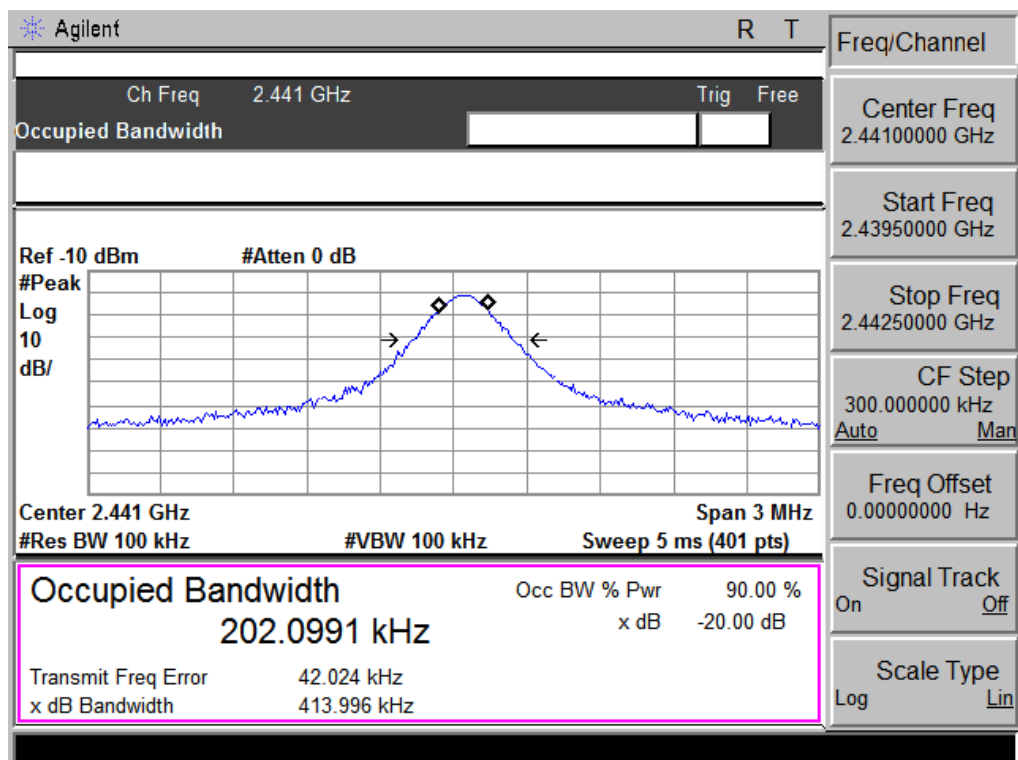 Agilent R T
Freq/Channel
Ch Freq 2.441 GHz Trig Free
Occupied Bandwidth
Center Freq
2.44100000 GHz
Start Freq
2.43950000 GHz
Stop Freq
2.44250000 GHz
CF Step
300.000000 kHz
Auto Man
Freq Offset
0.00000000 Hz
Signal Track
On Off
Scale Type
Log Lin
Ref -10 dBm #Atten 0 dB
#Peak
Log
10
dB/
Center 2.441 GHz Span 3 MHz
#Res BW 100 kHz #VBW 100 kHz Sweep 5 ms (401 pts)
Occupied Bandwidth
202.0991 kHz
Occ BW % Pwr 90.00 %
x dB -20.00 dB
Transmit Freq Error 42.024 kHz
x dB Bandwidth 413.996 kHz